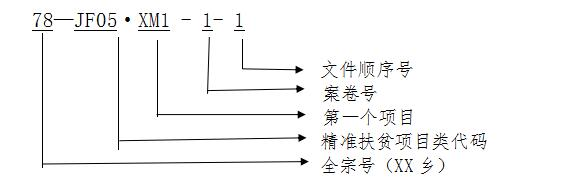 78—JF05·XM1 - 1- 1
文件顺序号
案卷号
第一个项目
精准扶贫项目类代码
全宗号（XX乡）